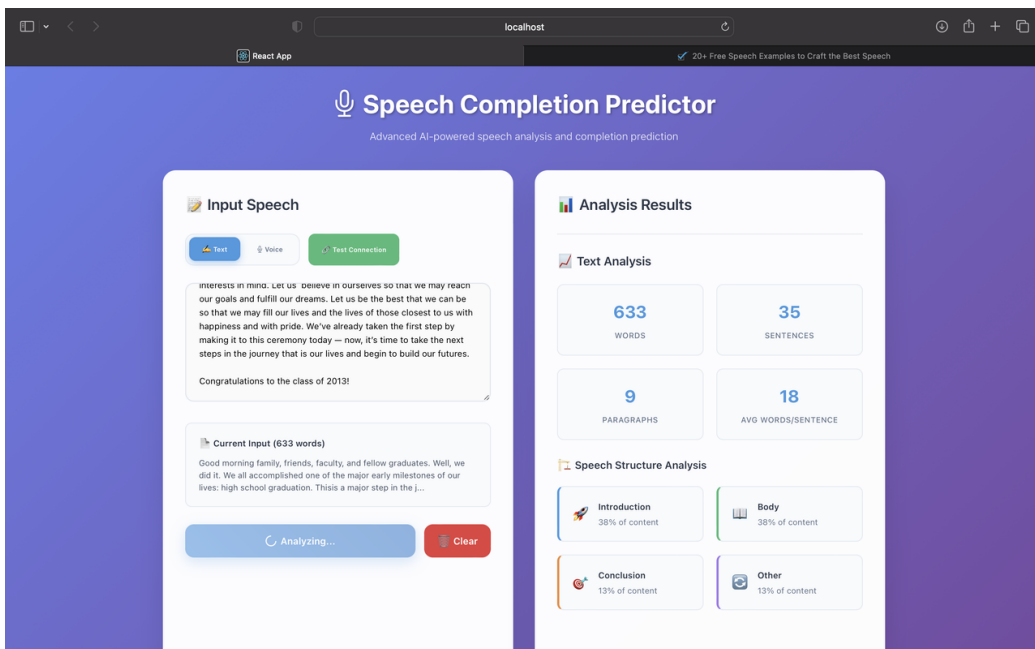 localhost
React App
20+ Free Speech Examples to Craft the Best Speech
Speech Completion Predictor
Advanced AI-powered speech analysis and completion prediction
Input Speech
Text
Voice
Test Connection
interests in mind. Let us  believe in ourselves so that we may reach
our goals and fulfill our dreams. Let us be the best that we can be
so that we may fill our lives and the lives of those closest to us with
happiness and with pride. We've already taken the first step by
making it to this ceremony today — now, it's time to take the next
steps in the journey that is our lives and begin to build our futures.
Congratulations to the class of 2013!
Current Input (633 words)
Good morning family, friends, faculty, and fellow graduates. Well, we
did it. We all accomplished one of the major early milestones of our
lives: high school graduation. Thisis a major step in the j...
Analyzing...
Clear
Analysis Results
Text Analysis
633
WORDS
35
SENTENCES
9
PARAGRAPHS
18
AVG WORDS/SENTENCE
Speech Structure Analysis
Introduction
38% of content
Body
38% of content
Conclusion
13% of content
Other
13% of content